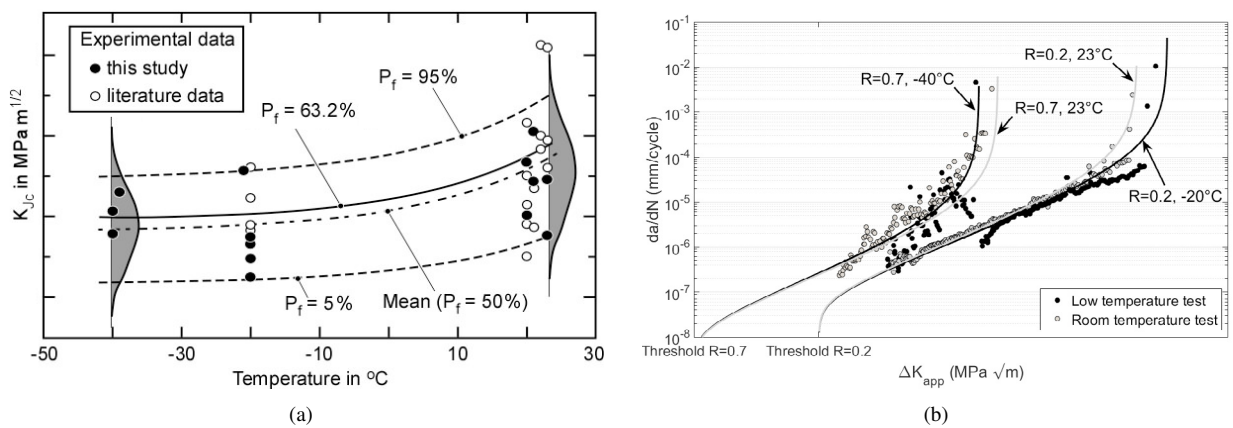 Experimental data
this study
literature data
P_f = 95%
P_f = 63.2%
P_f = 5%
Mean (P_f = 50%)
K_Jc in MPa m^1/2
-50 -30 -10 10 30
Temperature in °C
(a)
10^-1
10^-2
10^-3
10^-4
10^-5
10^-6
10^-7
10^-8
da/dN (mm/cycle)
R=0.2, 23°C
R=0.7, -40°C
R=0.7, 23°C
R=0.2, -20°C
Low temperature test
Room temperature test
Threshold R=0.7 Threshold R=0.2
ΔK_app (MPa √m)
(b)